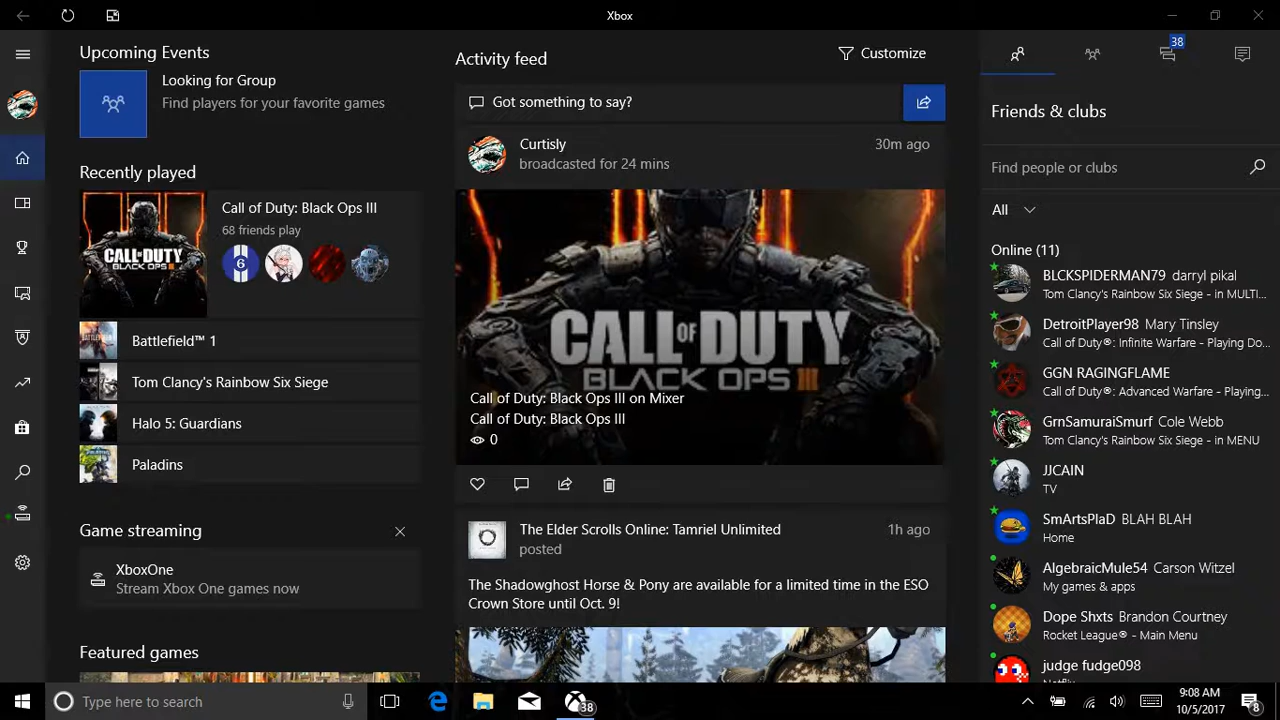 Xbox
Upcoming Events
Looking for Group
Find players for your favorite games
Recently played
CALL OF DUTY
BLACK OPS III
Call of Duty: Black Ops III
68 friends play
6
Battlefield™ 1
Tom Clancy's Rainbow Six Siege
Halo 5: Guardians
Paladins
Game streaming
XboxOne
Stream Xbox One games now
Featured games
Activity feed
Customize
Got something to say?
Curtisly
30m ago
broadcasted for 24 mins
CALL OF DUTY
BLACK OPS III
Call of Duty: Black Ops III on Mixer
Call of Duty: Black Ops III
0
The Elder Scrolls Online: Tamriel Unlimited
1h ago
posted
The Shadowghost Horse & Pony are available for a limited time in the ESO
Crown Store until Oct. 9!
38
Friends & clubs
Find people or clubs
All
Online (11)
BLCKSPIDERMAN79 darryl pikal
Tom Clancy's Rainbow Six Siege - in MULTI...
DetroitPlayer98 Mary Tinsley
Call of Duty®: Infinite Warfare - Playing Do...
GGN RAGINGFLAME
Call of Duty®: Advanced Warfare - Playing...
GrnSamuraiSmurf Cole Webb
Tom Clancy's Rainbow Six Siege - in MENU
JJCAIN
TV
SmArtsPlaD BLAH BLAH
Home
AlgebraicMule54 Carson Witzel
My games & apps
Dope Shxts Brandon Courtney
Rocket League® - Main Menu
judge fudge098
Netflix
Type here to search
38
9:08 AM
10/5/2017
8